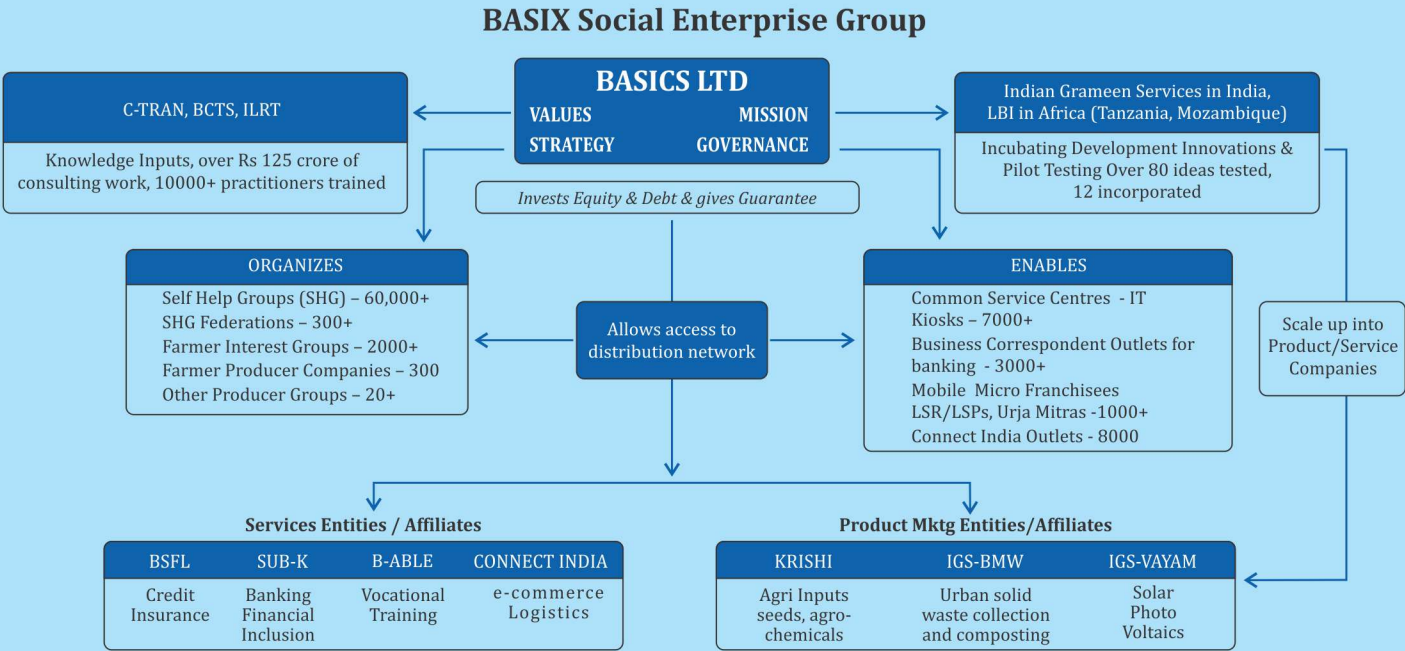 BASIX Social Enterprise Group
BASICS LTD
VALUES MISSION
STRATEGY GOVERNANCE
C-TRAN, BCTS, ILRT
Knowledge Inputs, over Rs 125 crore of
consulting work, 10000+ practitioners trained
Indian Grameen Services in India,
LBI in Africa (Tanzania, Mozambique)
Incubating Development Innovations &
Pilot Testing Over 80 ideas tested,
12 incorporated
Invests Equity & Debt & gives Guarantee
ORGANIZES
Self Help Groups (SHG) – 60,000+
SHG Federations – 300+
Farmer Interest Groups – 2000+
Farmer Producer Companies – 300
Other Producer Groups – 20+
Allows access to
distribution network
ENABLES
Common Service Centres - IT
Kiosks – 7000+
Business Correspondent Outlets for
banking - 3000+
Mobile Micro Franchisees
LSR/LSPs, Urja Mitras -1000+
Connect India Outlets - 8000
Scale up into
Product/Service
Companies
Services Entities / Affiliates
BSFL
Credit
Insurance
SUB-K
Banking
Financial
Inclusion
B-ABLE
Vocational
Training
CONNECT INDIA
e-commerce
Logistics
Product Mktg Entities/Affiliates
KRISHI
Agri Inputs
seeds, agro-
chemicals
IGS-BMW
Urban solid
waste collection
and composting
IGS-VAYAM
Solar
Photo
Voltaics